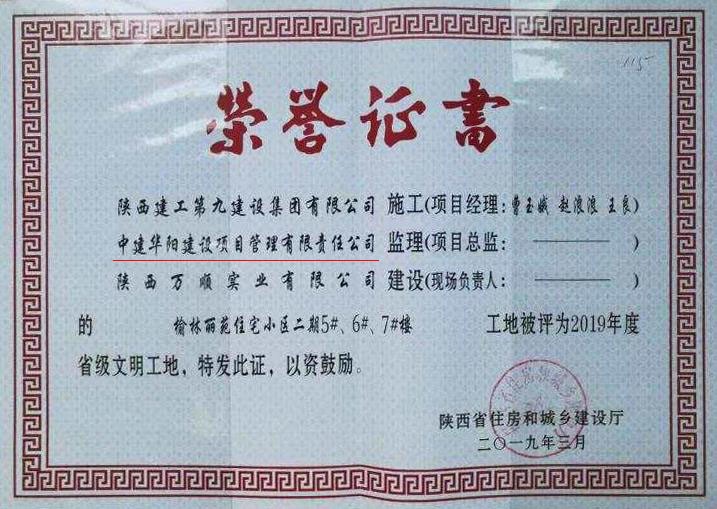 115
荣誉证书
陕西建工第九建设集团有限公司 施工(项目经理:曹玉斌 赵浪浪 王良)
中建华阳建设项目管理有限责任公司 监理(项目总监: ——— )
陕西万顺实业有限公司 建设(现场负责人: ——— )
的 榆林丽苑住宅小区二期5#、6#、7#楼 工地被评为2019年度
省级文明工地，特发此证，以资鼓励。
陕西省住房和城乡建设厅
二〇一九年三月